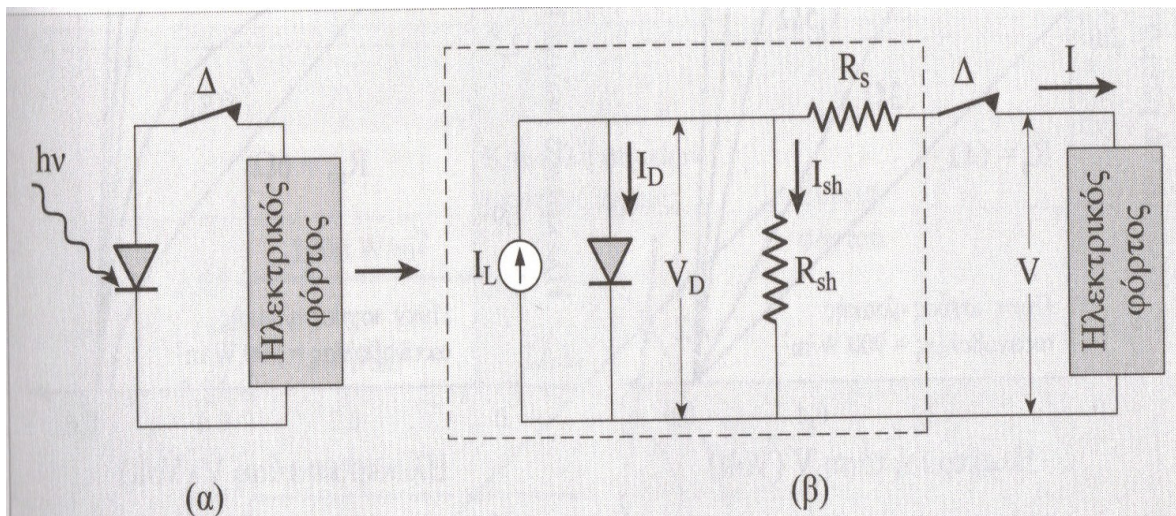 Δ
hν
Ηλεκτρικός
φόρτος
(α)
R_s
Δ
I
I_D
I_sh
I_L
V_D
R_sh
V
Ηλεκτρικός
φόρτος
(β)